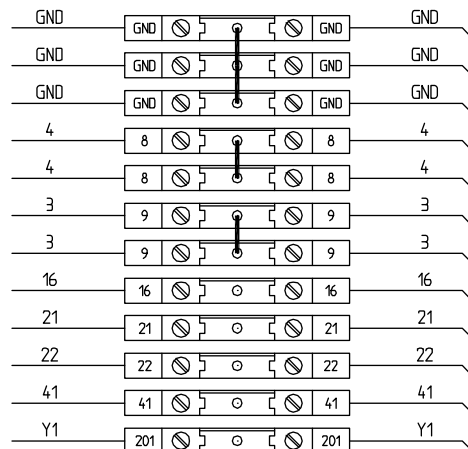 GND GND
GND GND
GND GND
GND GND
GND GND
GND GND
4 4
8 8
4 4
8 8
3 3
9 9
3 3
9 9
16 16
16 16
21 21
21 21
22 22
22 22
41 41
41 41
Y1 Y1
201 201